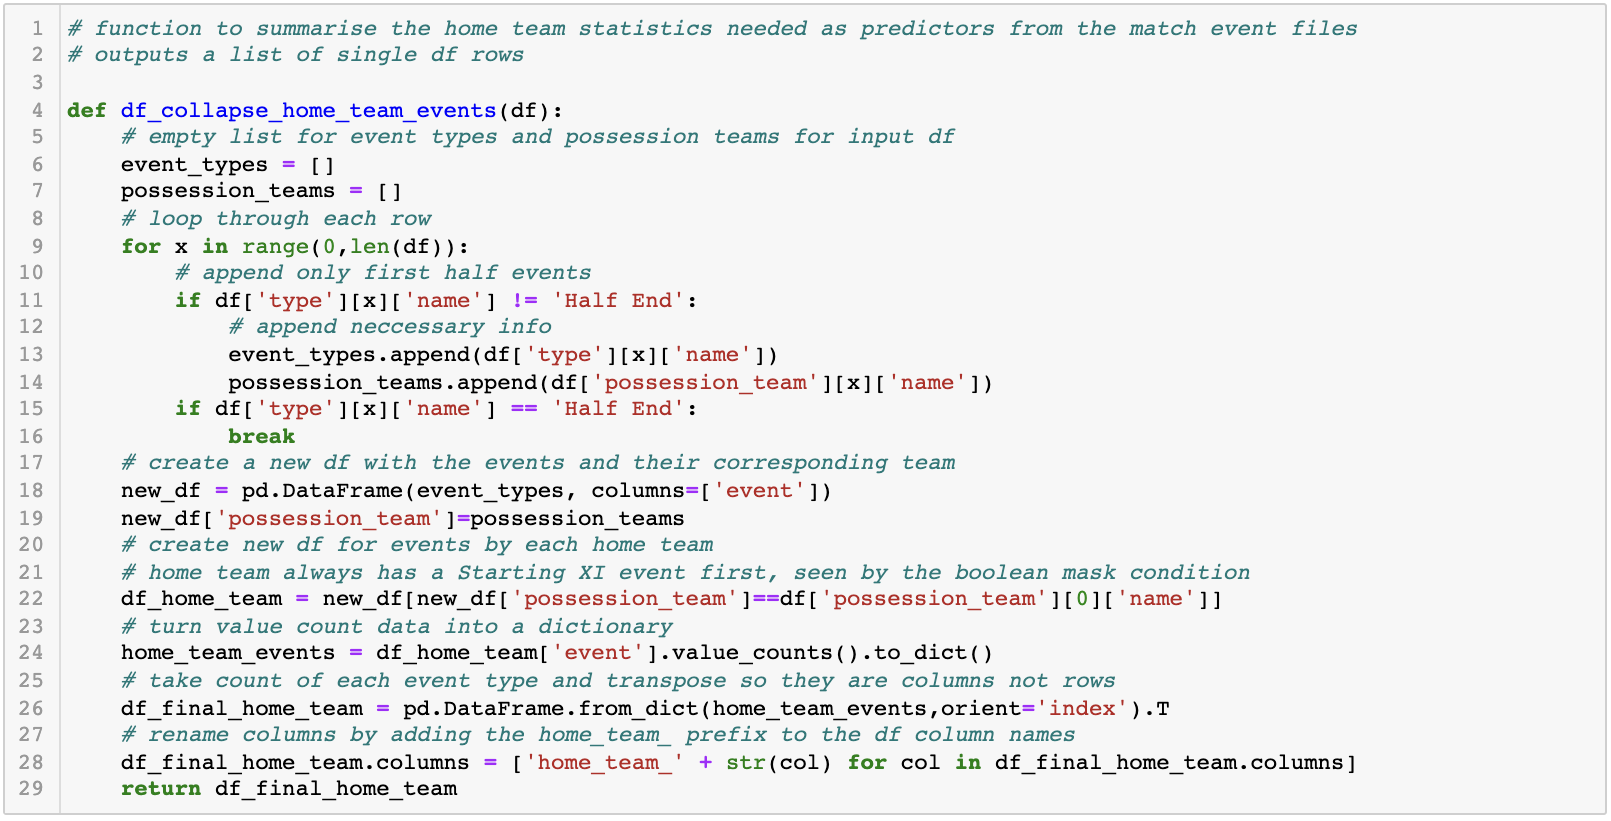 1 # function to summarise the home team statistics needed as predictors from the match event files
2 # outputs a list of single df rows
3
4 def df_collapse_home_team_events(df):
5     # empty list for event types and possession teams for input df
6     event_types = []
7     possession_teams = []
8     # loop through each row
9     for x in range(0,len(df)):
10         # append only first half events
11         if df['type'][x]['name'] != 'Half End':
12             # append neccessary info
13             event_types.append(df['type'][x]['name'])
14             possession_teams.append(df['possession_team'][x]['name'])
15         if df['type'][x]['name'] == 'Half End':
16             break
17     # create a new df with the events and their corresponding team
18     new_df = pd.DataFrame(event_types, columns=['event'])
19     new_df['possession_team']=possession_teams
20     # create new df for events by each home team
21     # home team always has a Starting XI event first, seen by the boolean mask condition
22     df_home_team = new_df[new_df['possession_team']==df['possession_team'][0]['name']]
23     # turn value count data into a dictionary
24     home_team_events = df_home_team['event'].value_counts().to_dict()
25     # take count of each event type and transpose so they are columns not rows
26     df_final_home_team = pd.DataFrame.from_dict(home_team_events,orient='index').T
27     # rename columns by adding the home_team_ prefix to the df column names
28     df_final_home_team.columns = ['home_team_' + str(col) for col in df_final_home_team.columns]
29     return df_final_home_team